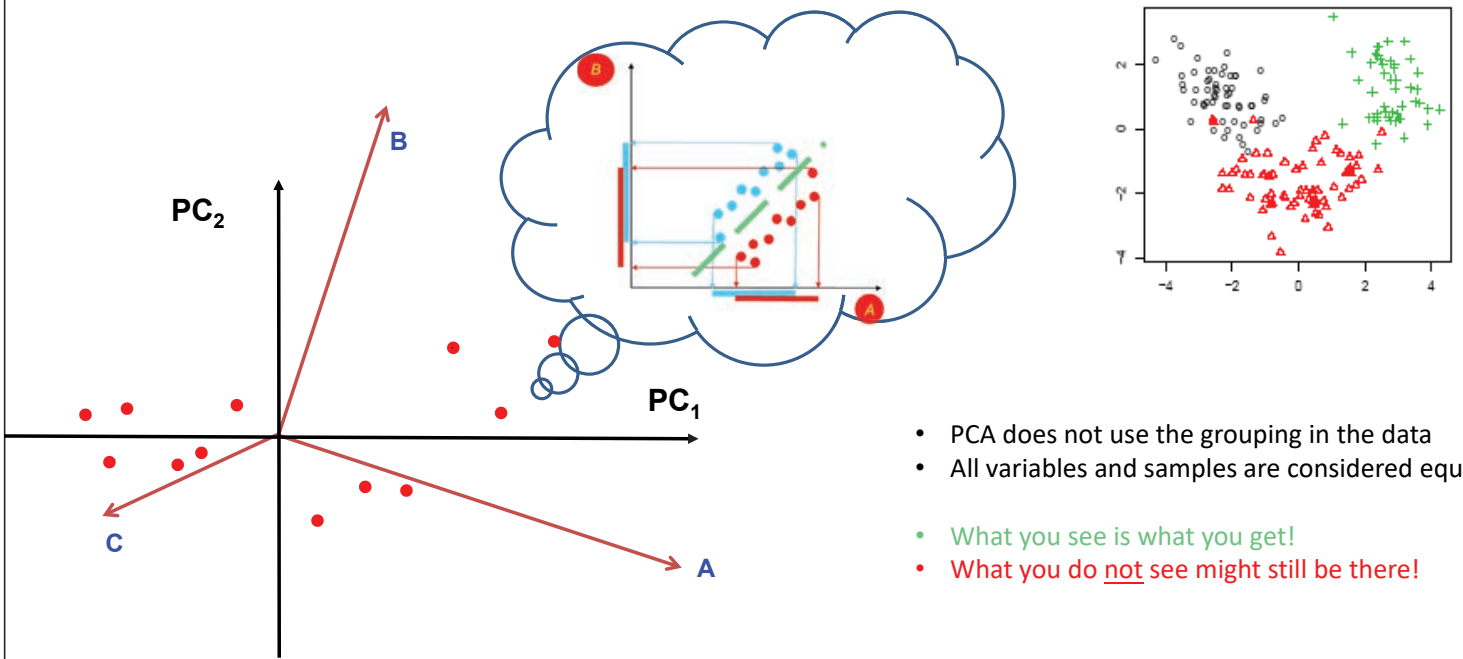 B
PC2
PC1
C
A
B
A
2
0
−2
−4
−4
−2
0
2
4
• PCA does not use the grouping in the data
• All variables and samples are considered equ
• What you see is what you get!
• What you do not see might still be there!